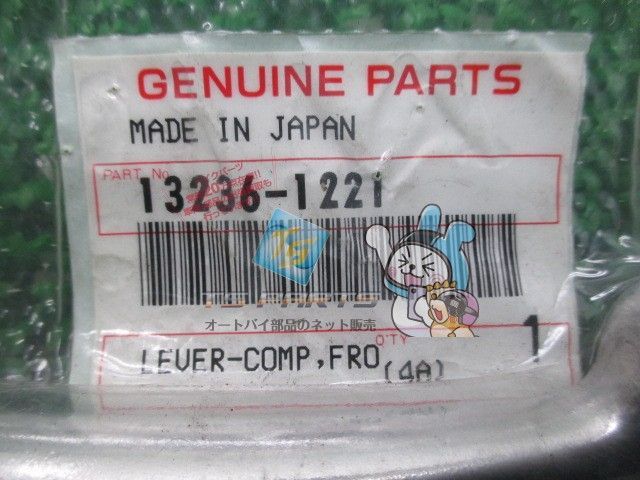 GENUINE PARTS
MADE IN JAPAN
PART No.
13236-1221
オートバイ部品のネット販売
LEVER-COMP,FRO
(4A)
Q'TY
1